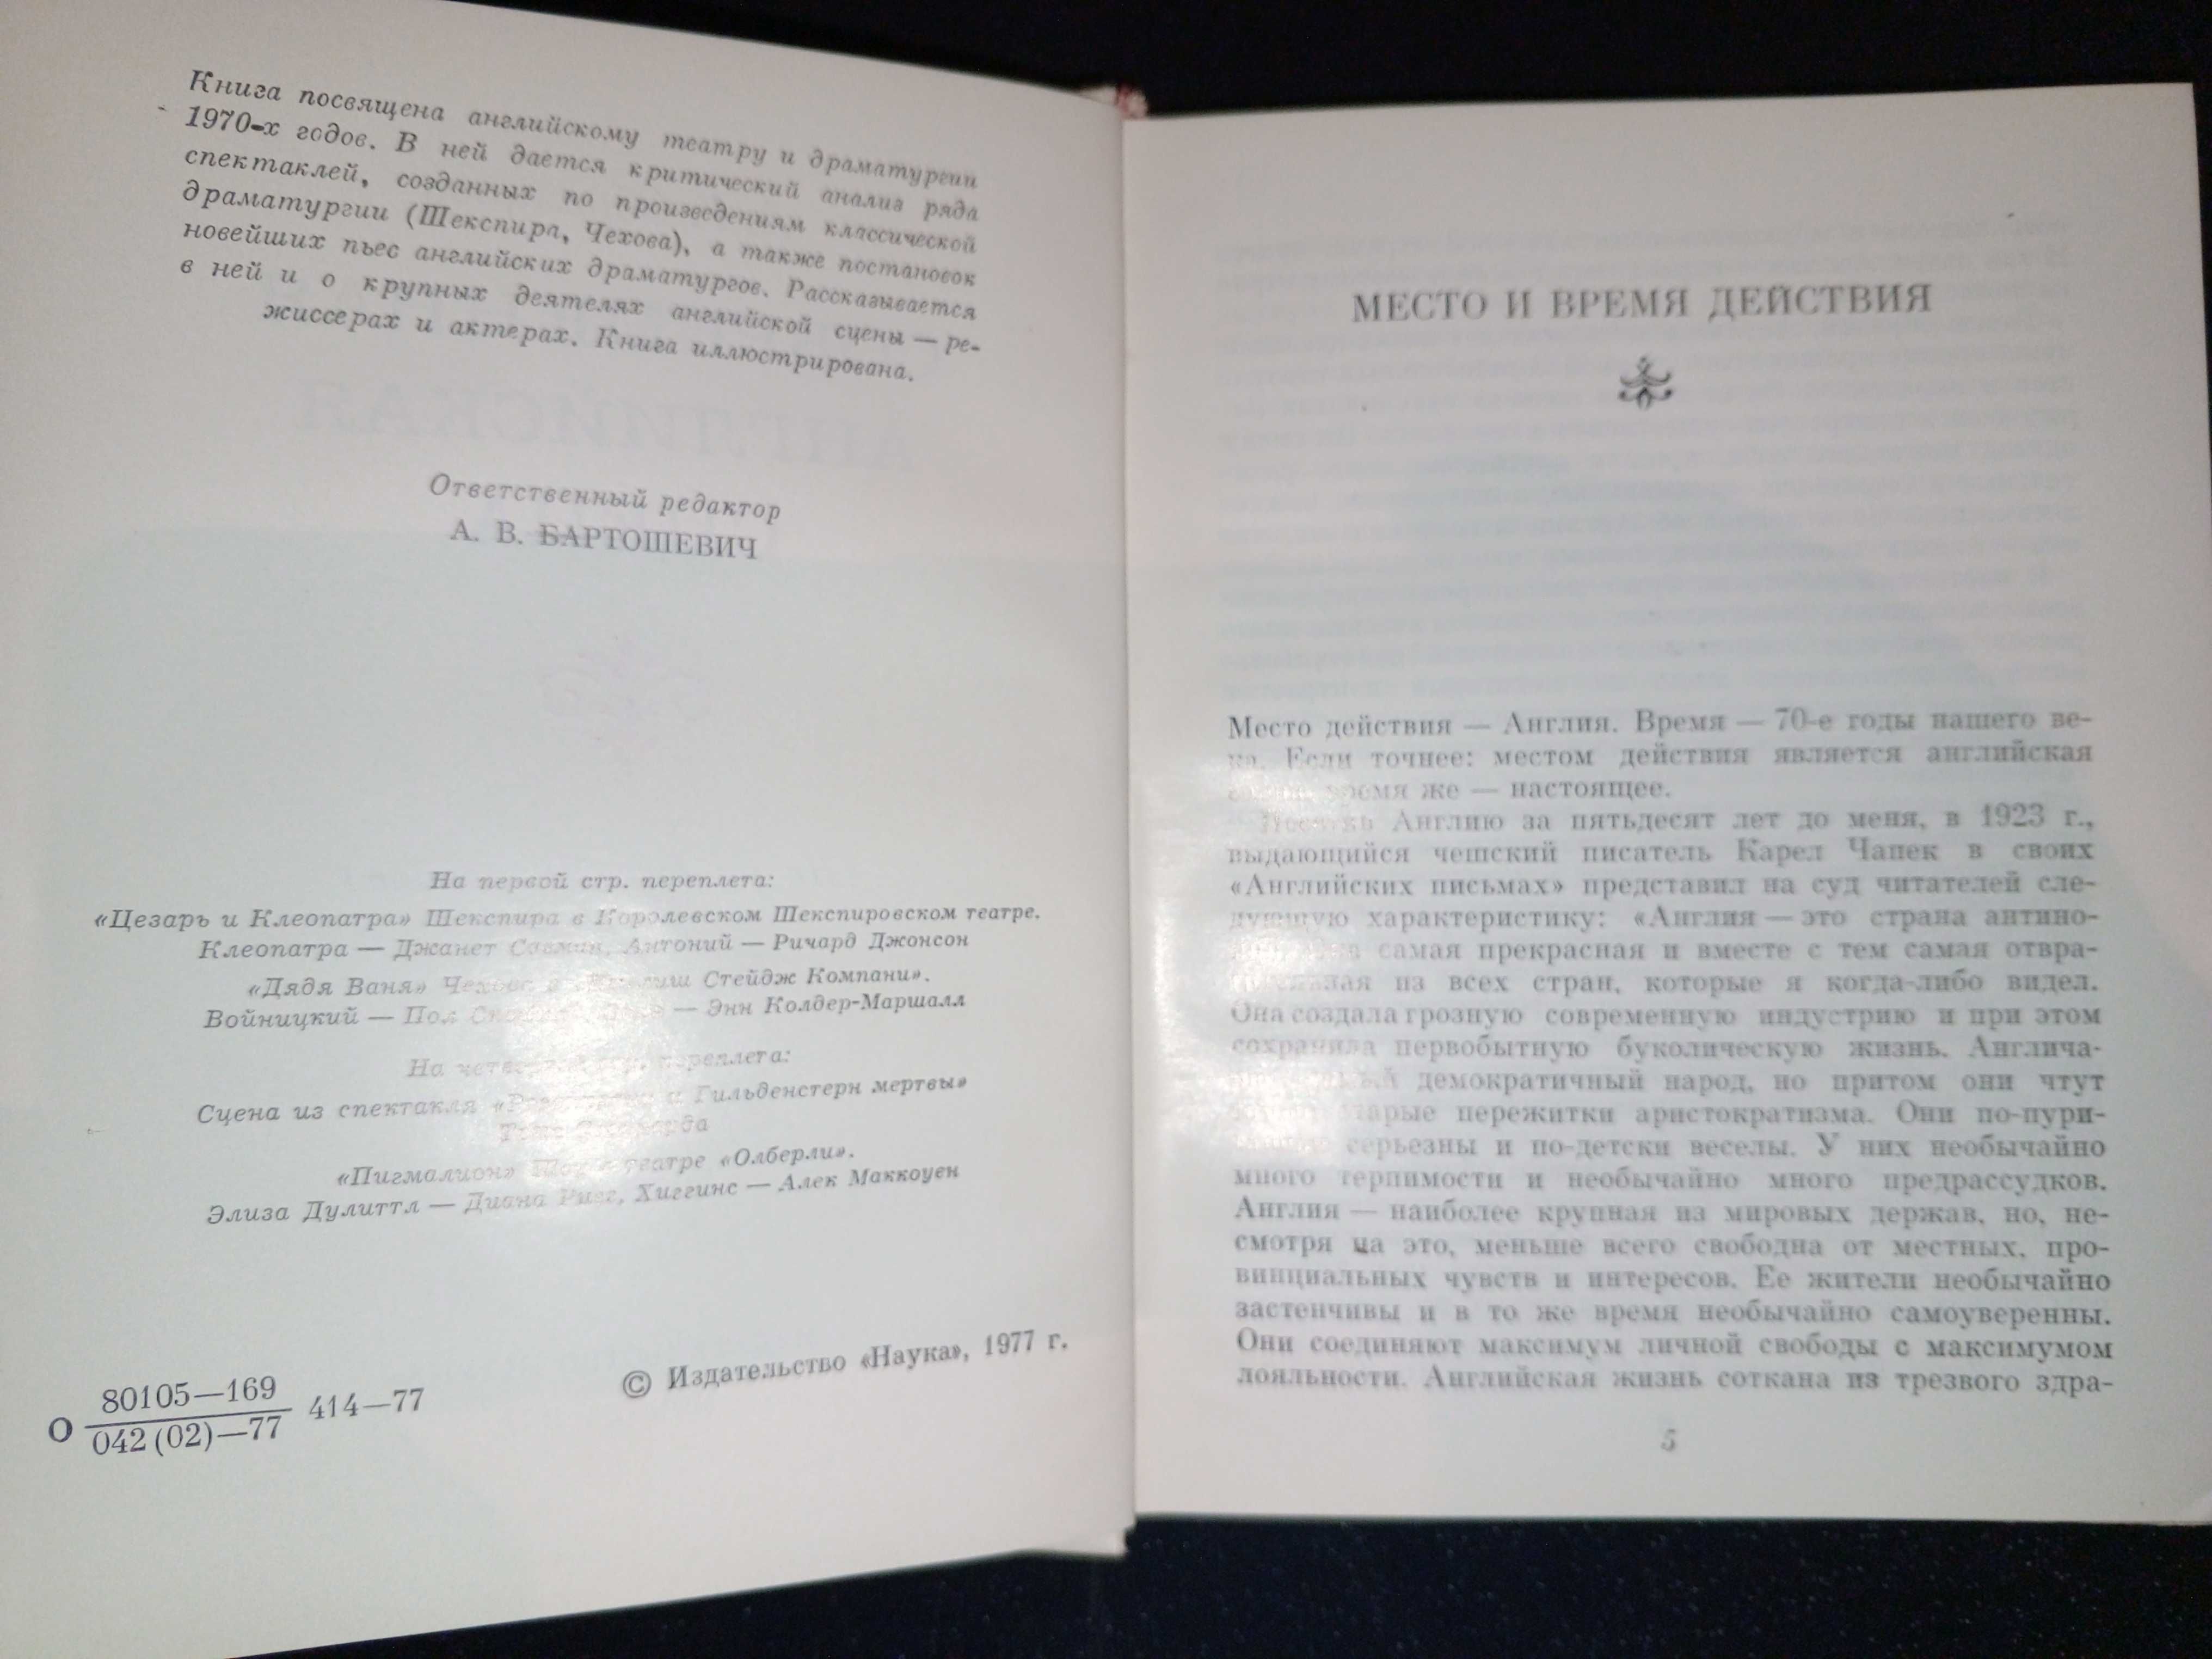 Книга посвящена английскому театру и драматургии
1970-х годов. В ней дается критический анализ ряда
спектаклей, созданных по произведениям классической
драматургии (Шекспира, Чехова), а также постановок
новейших пьес английских драматургов. Рассказывается
в ней и о крупных деятелях английской сцены — ре-
жиссерах и актерах. Книга иллюстрирована.
Ответственный редактор
А. В. БАРТОШЕВИЧ
На первой стр. переплета:
«Цезарь и Клеопатра» Шекспира в Королевском Шекспировском театре.
Клеопатра — Джанет Антоний — Ричард Джонсон
«Дядя Ваня» Стейдж Компани».
Войницкий — Пол — Энн Колдер-Маршалл
На переплета:
Сцена из спектакля и Гильденстерн мертвы»
«Пигмалион» театре «Олберли».
Элиза Дулиттл — Диана Ригг, Хиггинс — Алек Маккоуен
О 80105—169
042 (02)—77 414—77
© Издательство «Наука», 1977 г.
МЕСТО И ВРЕМЯ ДЕЙСТВИЯ
Место действия — Англия. Время — 70-е годы нашего ве-
ка. Если точнее: местом действия является английская
время же — настоящее.
Англию за пятьдесят лет до меня, в 1923 г.,
выдающийся чешский писатель Карел Чапек в своих
«Английских письмах» представил на суд читателей сле-
дующую характеристику: «Англия — это страна антино-
самая прекрасная и вместе с тем самая отвра-
из всех стран, которые я когда-либо видел.
Она создала грозную современную индустрию и при этом
сохранила первобытную буколическую жизнь. Англича-
демократичный народ, но притом они чтут
старые пережитки аристократизма. Они по-пури-
серьезны и по-детски веселы. У них необычайно
много терпимости и необычайно много предрассудков.
Англия — наиболее крупная из мировых держав, но, не-
смотря на это, меньше всего свободна от местных, про-
винциальных чувств и интересов. Ее жители необычайно
застенчивы и в то же время необычайно самоуверенны.
Они соединяют максимум личной свободы с максимумом
лояльности. Английская жизнь соткана из трезвого здра-
5